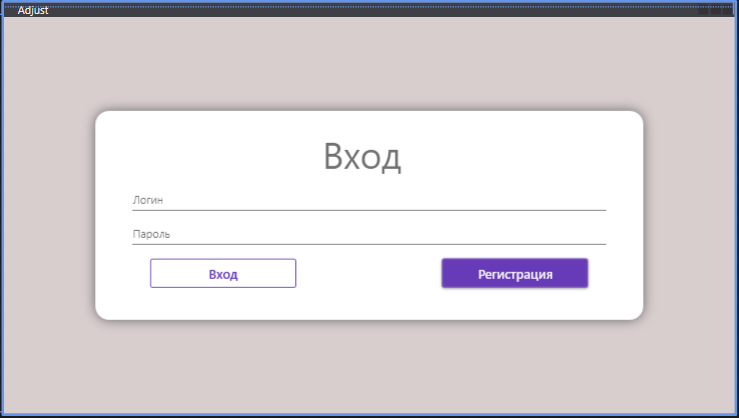 Adjust
Вход
Логин
Пароль
Вход
Регистрация